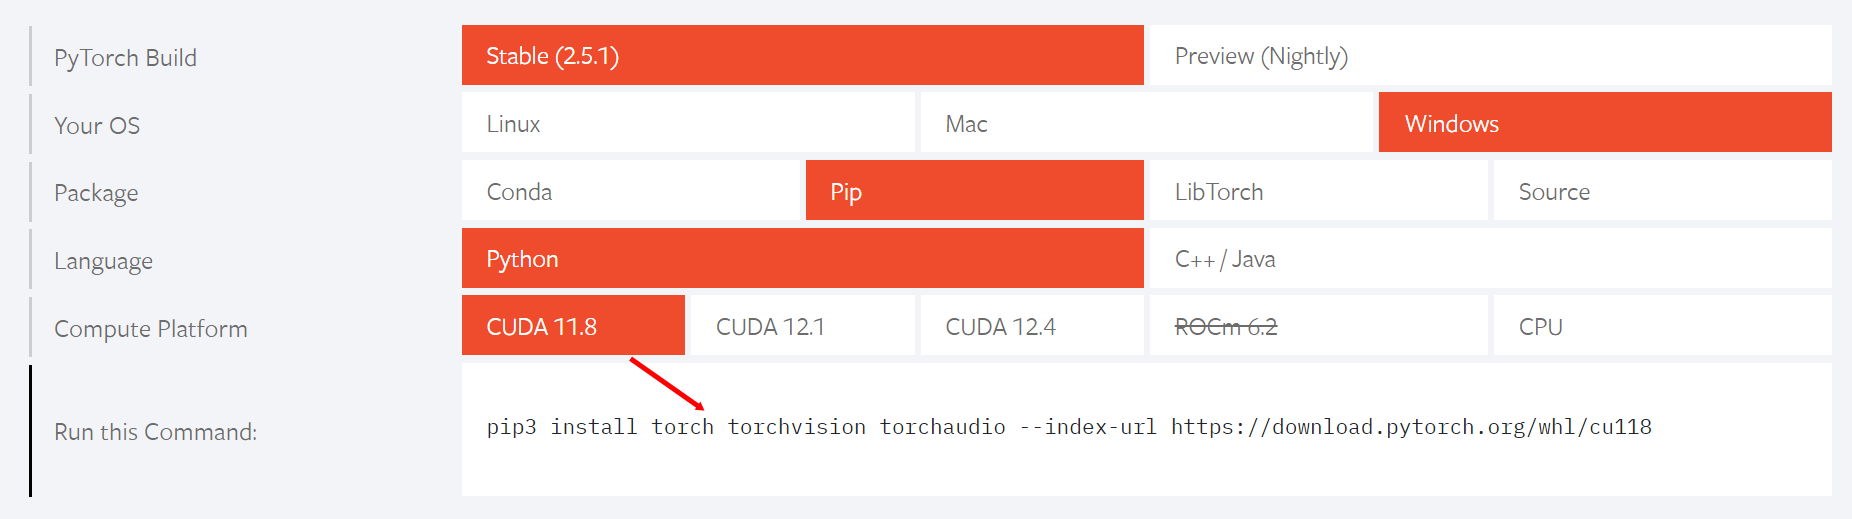 PyTorch Build Stable (2.5.1) Preview (Nightly)
Your OS Linux Mac Windows
Package Conda Pip LibTorch Source
Language Python C++ / Java
Compute Platform CUDA 11.8 CUDA 12.1 CUDA 12.4 ROCm 6.2 CPU
Run this Command: pip3 install torch torchvision torchaudio --index-url https://download.pytorch.org/whl/cu118